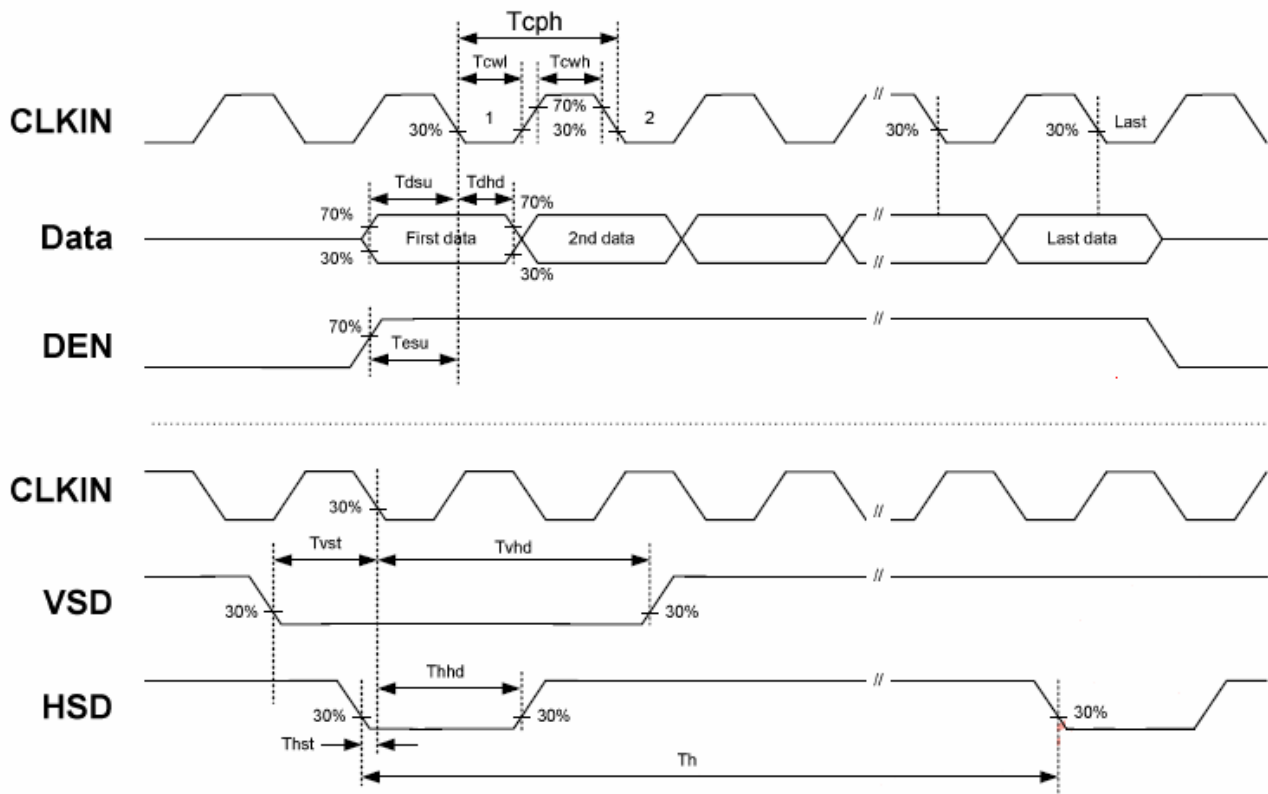 Tcph
Tcwl Tcwh
CLKIN 30% 1 70% 30% 2 // 30% 30% Last
Tdsu Tdhd
70% 70%
Data First data 2nd data // // Last data
30% 30%
DEN 70% //
Tesu
CLKIN 30% //
Tvst Tvhd
VSD 30% 30% //
Thhd
HSD 30% 30% // 30%
Thst
Th